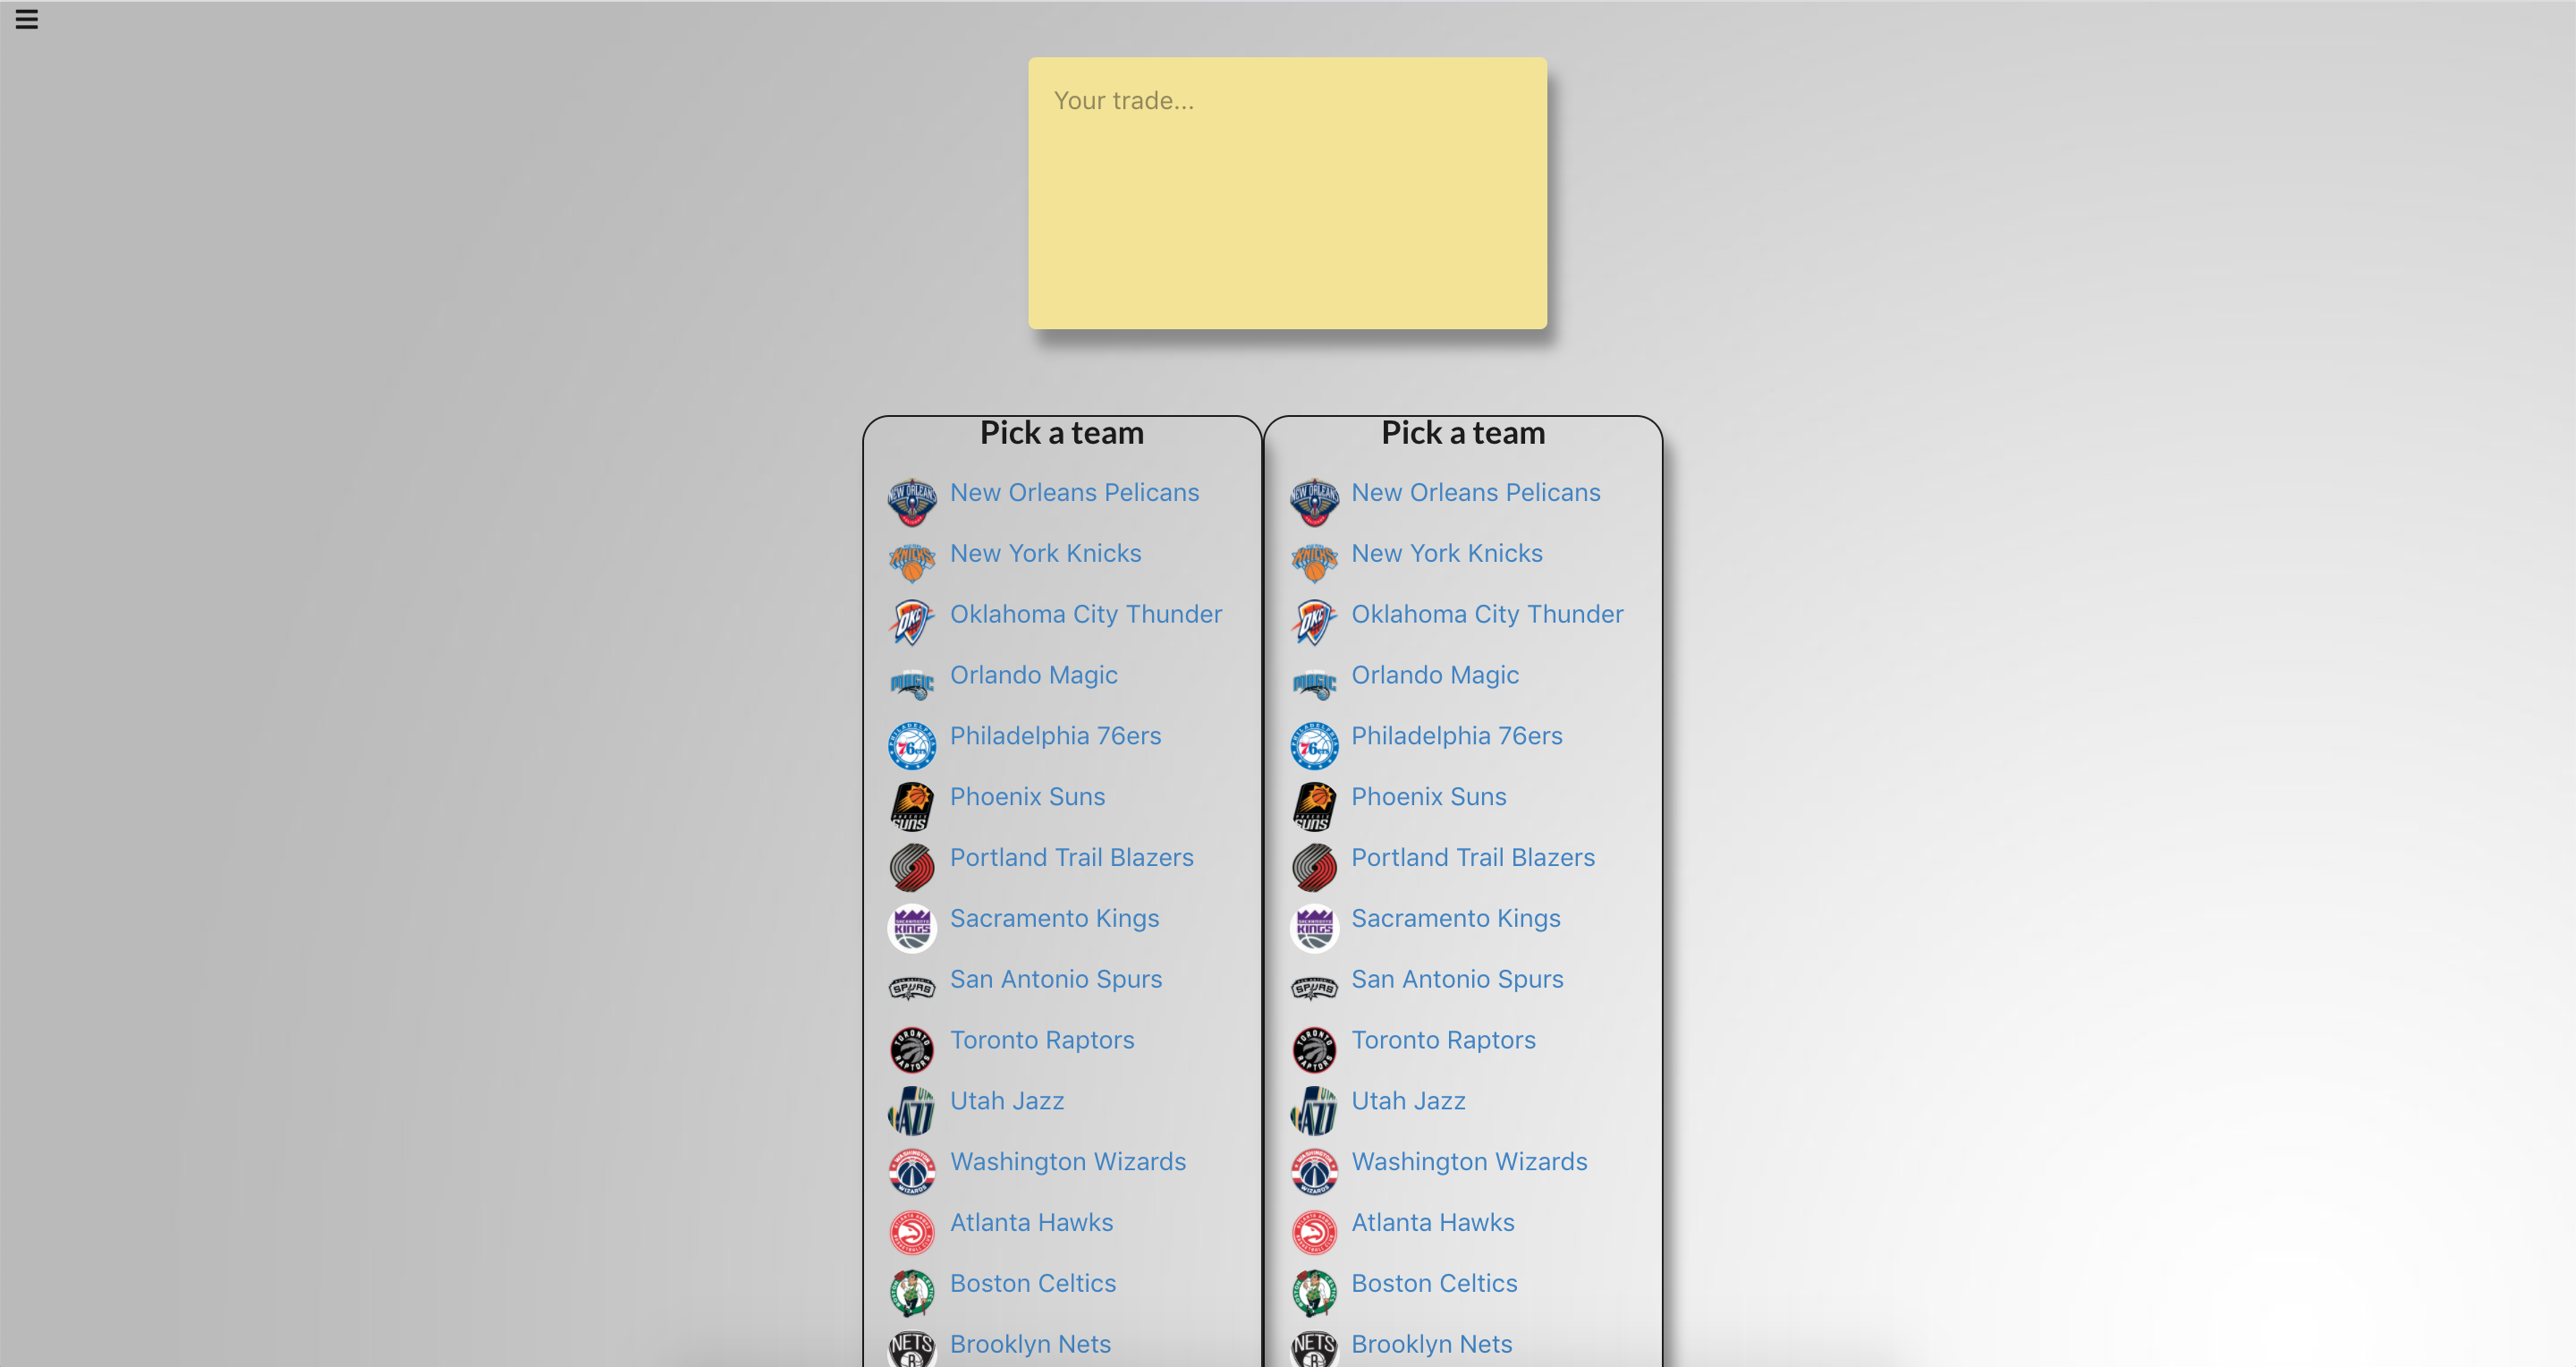 Your trade...
Pick a team
New Orleans Pelicans
New York Knicks
Oklahoma City Thunder
Orlando Magic
Philadelphia 76ers
Phoenix Suns
Portland Trail Blazers
Sacramento Kings
San Antonio Spurs
Toronto Raptors
Utah Jazz
Washington Wizards
Atlanta Hawks
Boston Celtics
Brooklyn Nets
Pick a team
New Orleans Pelicans
New York Knicks
Oklahoma City Thunder
Orlando Magic
Philadelphia 76ers
Phoenix Suns
Portland Trail Blazers
Sacramento Kings
San Antonio Spurs
Toronto Raptors
Utah Jazz
Washington Wizards
Atlanta Hawks
Boston Celtics
Brooklyn Nets